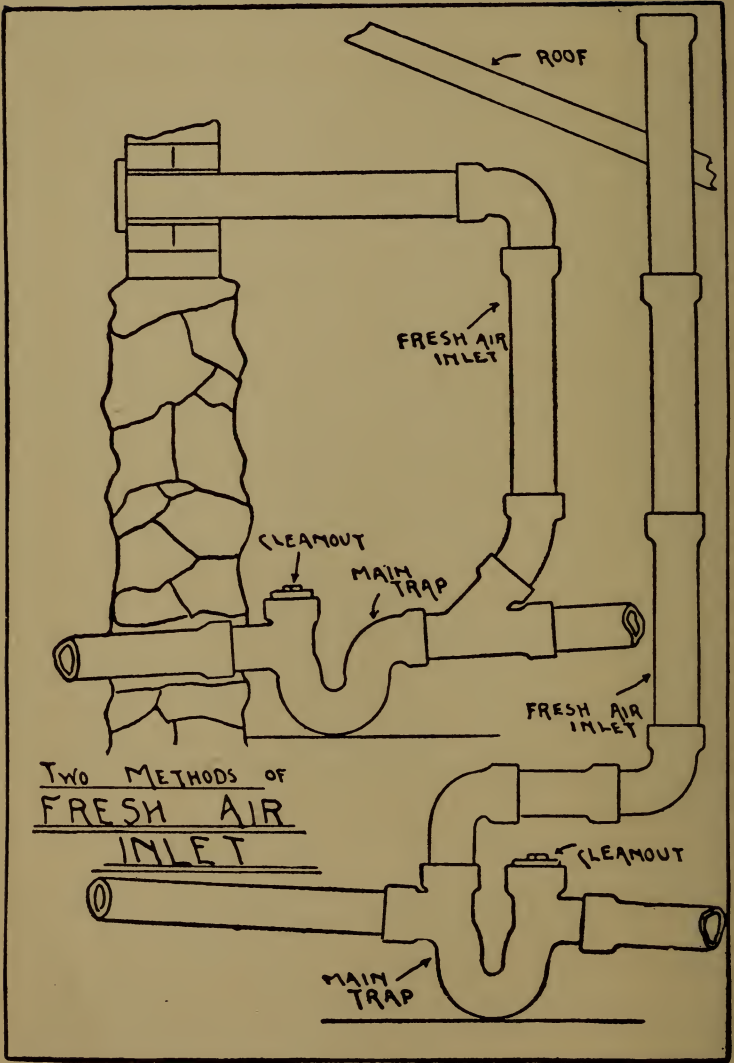 ROOF
FRESH AIR
INLET
CLEANOUT
MAIN
TRAP
FRESH AIR
INLET
TWO METHODS OF
FRESH AIR
INLET
CLEANOUT
MAIN
TRAP